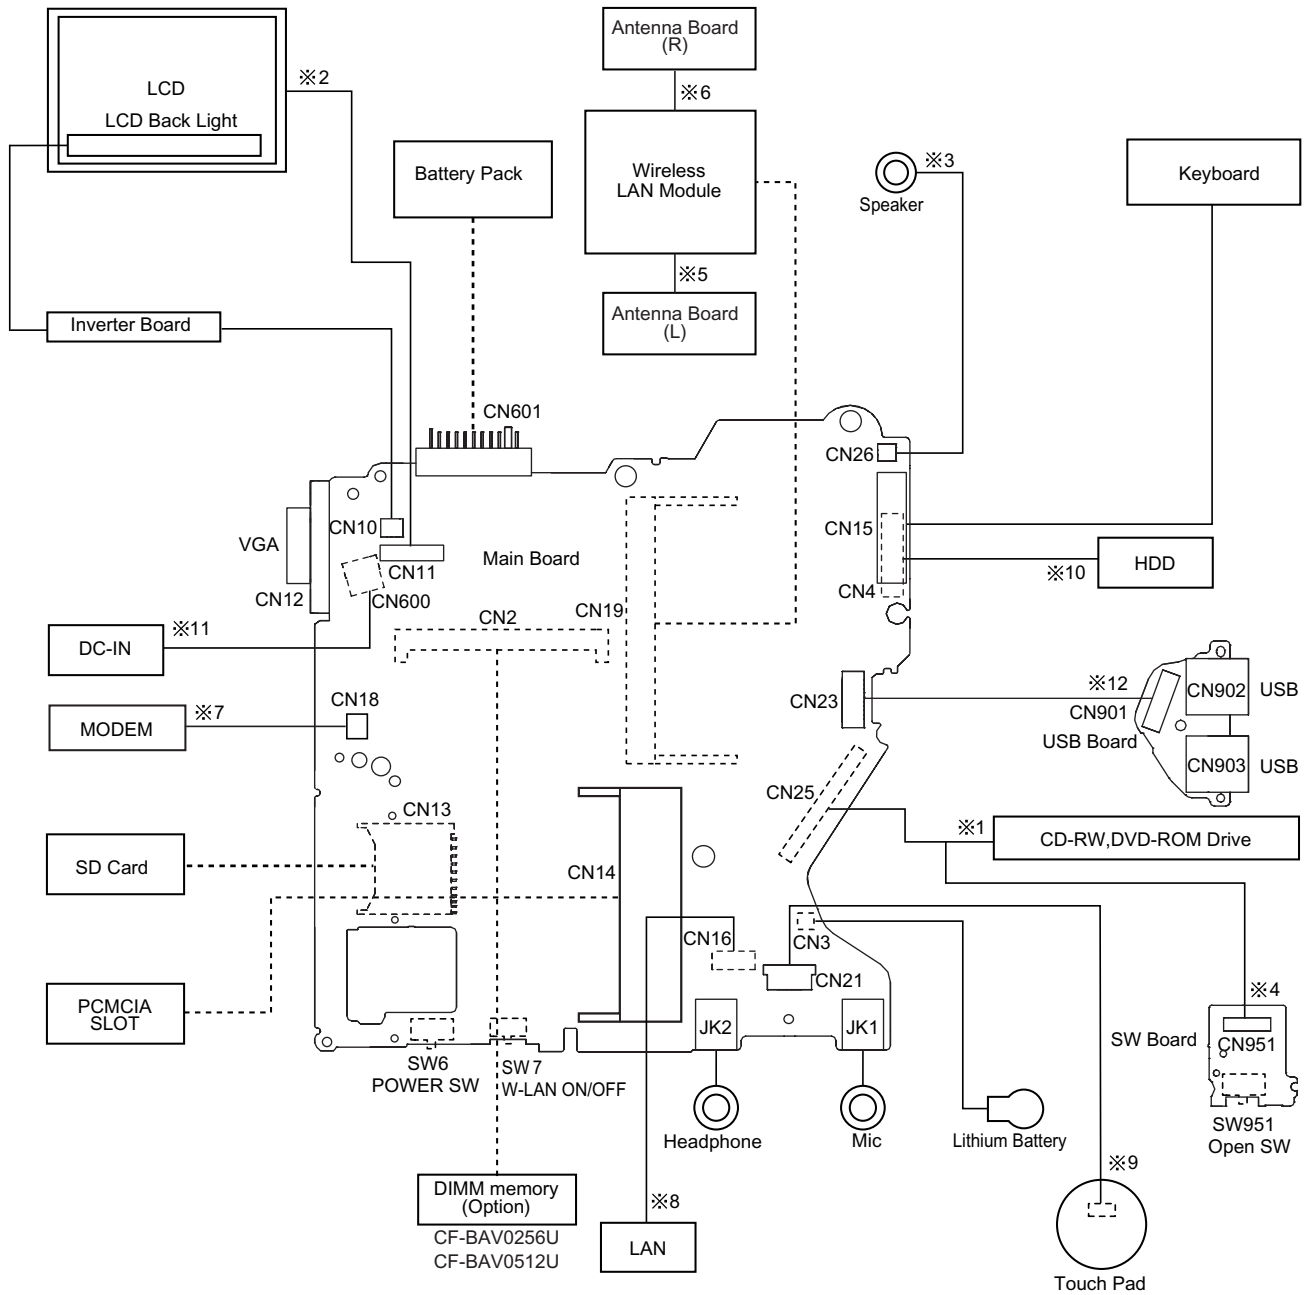 Antenna Board
(R)
※2
LCD
LCD Back Light
※6
Battery Pack
Wireless
LAN Module
※3
Speaker
Keyboard
※5
Inverter Board
Antenna Board
(L)
CN601
CN26
CN10
CN15
VGA
Main Board
CN11
※10
HDD
CN12
CN600
CN19
CN4
CN2
※11
DC-IN
※12
CN902
USB
CN18
CN23
CN901
※7
MODEM
USB Board
CN903
USB
CN25
CN13
※1
CD-RW,DVD-ROM Drive
SD Card
CN14
CN16
CN3
CN21
※4
PCMCIA
SLOT
JK2
JK1
SW Board
CN951
SW6
POWER SW
SW7
W-LAN ON/OFF
SW951
Open SW
Headphone
Mic
Lithium Battery
※9
DIMM memory
(Option)
※8
CF-BAV0256U
CF-BAV0512U
LAN
Touch Pad